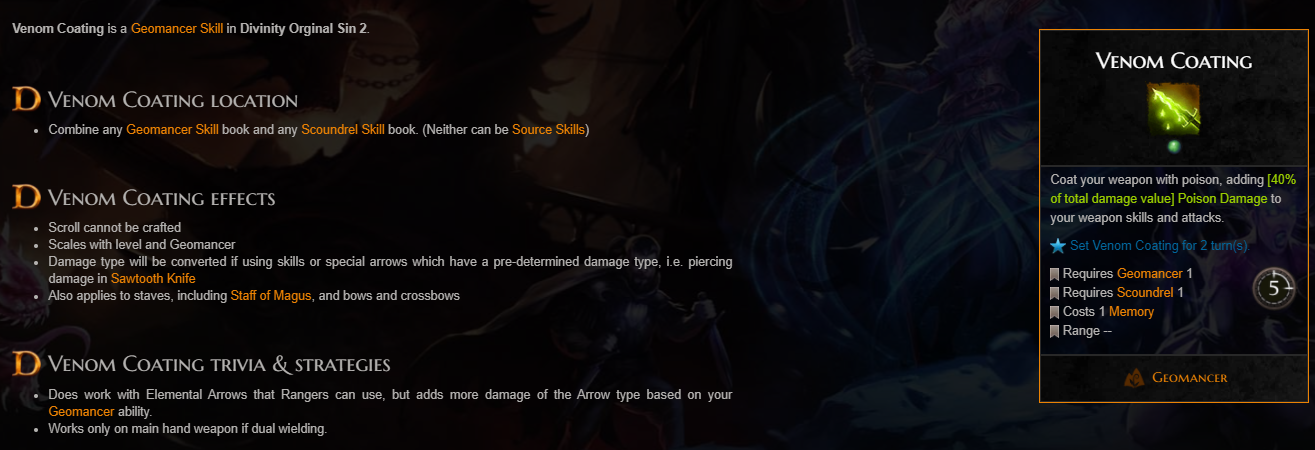 Venom Coating is a Geomancer Skill in Divinity Orginal Sin 2.
VENOM COATING LOCATION
Combine any Geomancer Skill book and any Scoundrel Skill book. (Neither can be Source Skills)
VENOM COATING EFFECTS
Scroll cannot be crafted
Scales with level and Geomancer
Damage type will be converted if using skills or special arrows which have a pre-determined damage type, i.e. piercing
damage in Sawtooth Knife
Also applies to staves, including Staff of Magus, and bows and crossbows
VENOM COATING TRIVIA & STRATEGIES
Does work with Elemental Arrows that Rangers can use, but adds more damage of the Arrow type based on your
Geomancer ability.
Works only on main hand weapon if dual wielding.
VENOM COATING
Coat your weapon with poison, adding [40%
of total damage value] Poison Damage to
your weapon skills and attacks.
Set Venom Coating for 2 turn(s).
Requires Geomancer 1
Requires Scoundrel 1
Costs 1 Memory
Range --
5
GEOMANCER